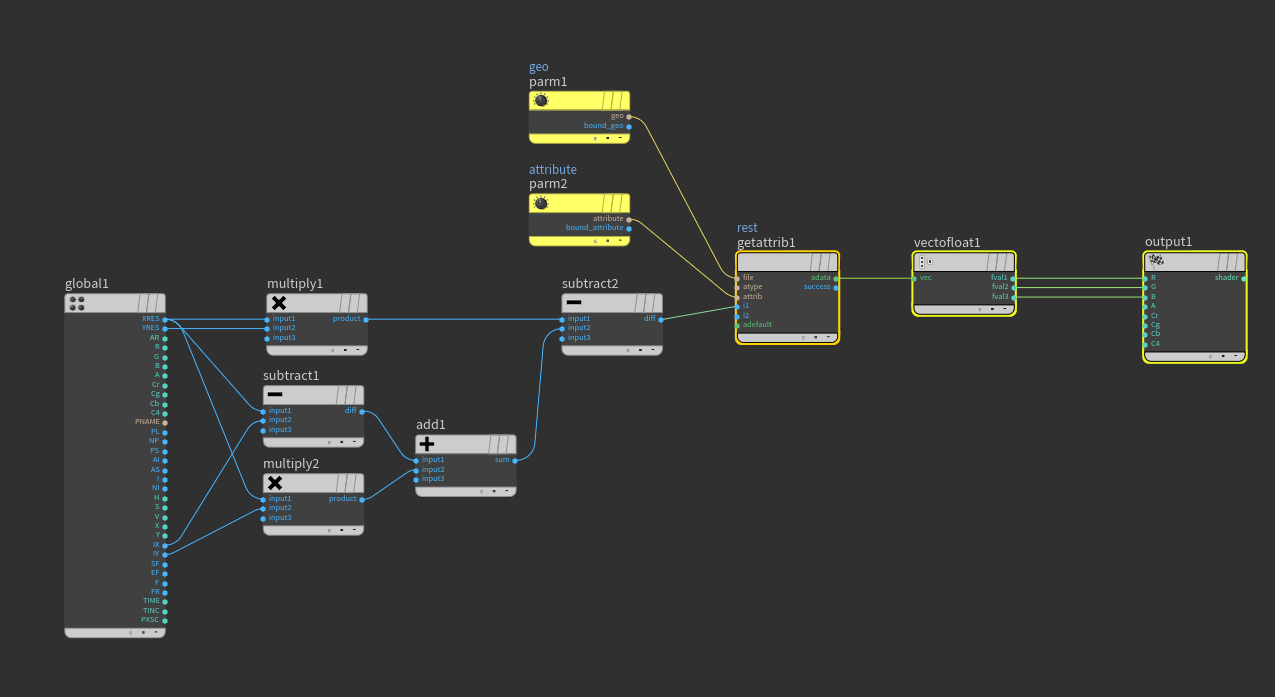 geo
parm1
geo
bound_geo
attribute
parm2
attribute
bound_attribute
rest
getattrib1
file
adata
atype
success
attrib
i1
i2
adefault
vectofloat1
vec
fval1
fval2
fval3
output1
R
shader
G
B
A
Cr
Cg
Cb
C4
global1
XRES
YRES
AR
R
G
B
A
Cr
Cg
Cb
C4
PNAME
PL
NP
PS
AI
AS
I
NI
H
S
V
X
Y
IX
IY
SF
EF
F
FR
TIME
TINC
PXSC
multiply1
input1
product
input2
input3
subtract1
input1
diff
input2
input3
multiply2
input1
product
input2
input3
add1
input1
sum
input2
input3
subtract2
input1
diff
input2
input3